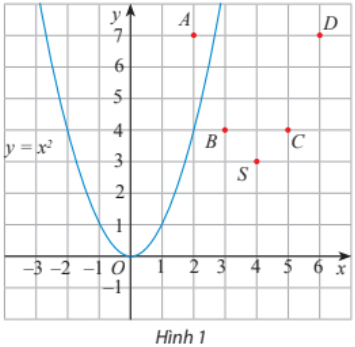 y
A
D
7
6
5
4
B
C
y = x²
3
S
2
1
–3 –2 –1 O 1 2 3 4 5 6 x
–1
Hình 1